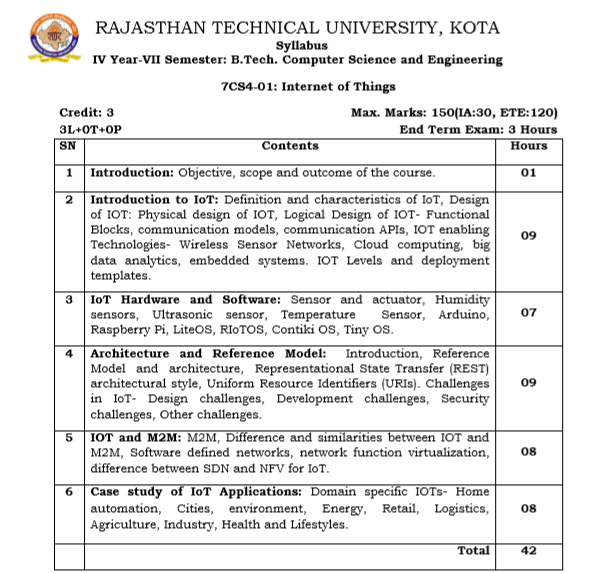 RAJASTHAN TECHNICAL UNIVERSITY, KOTA
Syllabus
IV Year-VII Semester: B.Tech. Computer Science and Engineering
7CS4-01: Internet of Things
Credit: 3 Max. Marks: 150(IA:30, ETE:120)
3L+0T+0P End Term Exam: 3 Hours
SN Contents Hours
1 Introduction: Objective, scope and outcome of the course. 01
2 Introduction to IoT: Definition and characteristics of IoT, Design
of IOT: Physical design of IOT, Logical Design of IOT- Functional
Blocks, communication models, communication APIs, IOT enabling
Technologies- Wireless Sensor Networks, Cloud computing, big
data analytics, embedded systems. IOT Levels and deployment
templates.
09
3 IoT Hardware and Software: Sensor and actuator, Humidity
sensors, Ultrasonic sensor, Temperature Sensor, Arduino,
Raspberry Pi, LiteOS, RIoTOS, Contiki OS, Tiny OS.
07
4 Architecture and Reference Model: Introduction, Reference
Model and architecture, Representational State Transfer (REST)
architectural style, Uniform Resource Identifiers (URIs). Challenges
in IoT- Design challenges, Development challenges, Security
challenges, Other challenges.
09
5 IOT and M2M: M2M, Difference and similarities between IOT and
M2M, Software defined networks, network function virtualization,
difference between SDN and NFV for IoT.
08
6 Case study of IoT Applications: Domain specific IOTs- Home
automation, Cities, environment, Energy, Retail, Logistics,
Agriculture, Industry, Health and Lifestyles.
08
Total 42